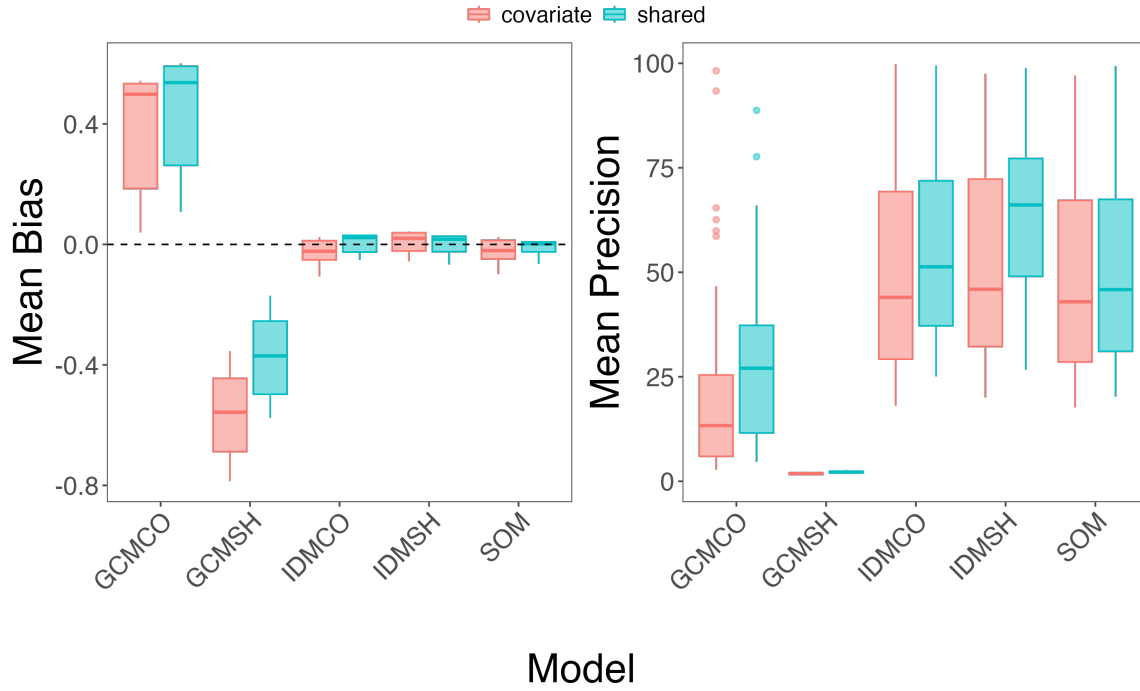 covariate shared
Mean Bias
0.4
0.0
-0.4
-0.8
GCMCO GCMSH IDMCO IDMSH SOM
Mean Precision
100
75
50
25
0
GCMCO GCMSH IDMCO IDMSH SOM
Model